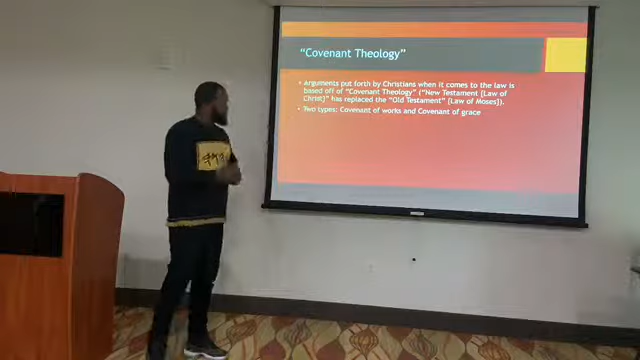 “Covenant Theology”
• Arguments put forth by Christians when it comes to the law is
based off of “Covenant Theology” (“New Testament [Law of
Christ]” has replaced the “Old Testament” [Law of Moses]).
• Two types: Covenant of works and Covenant of grace